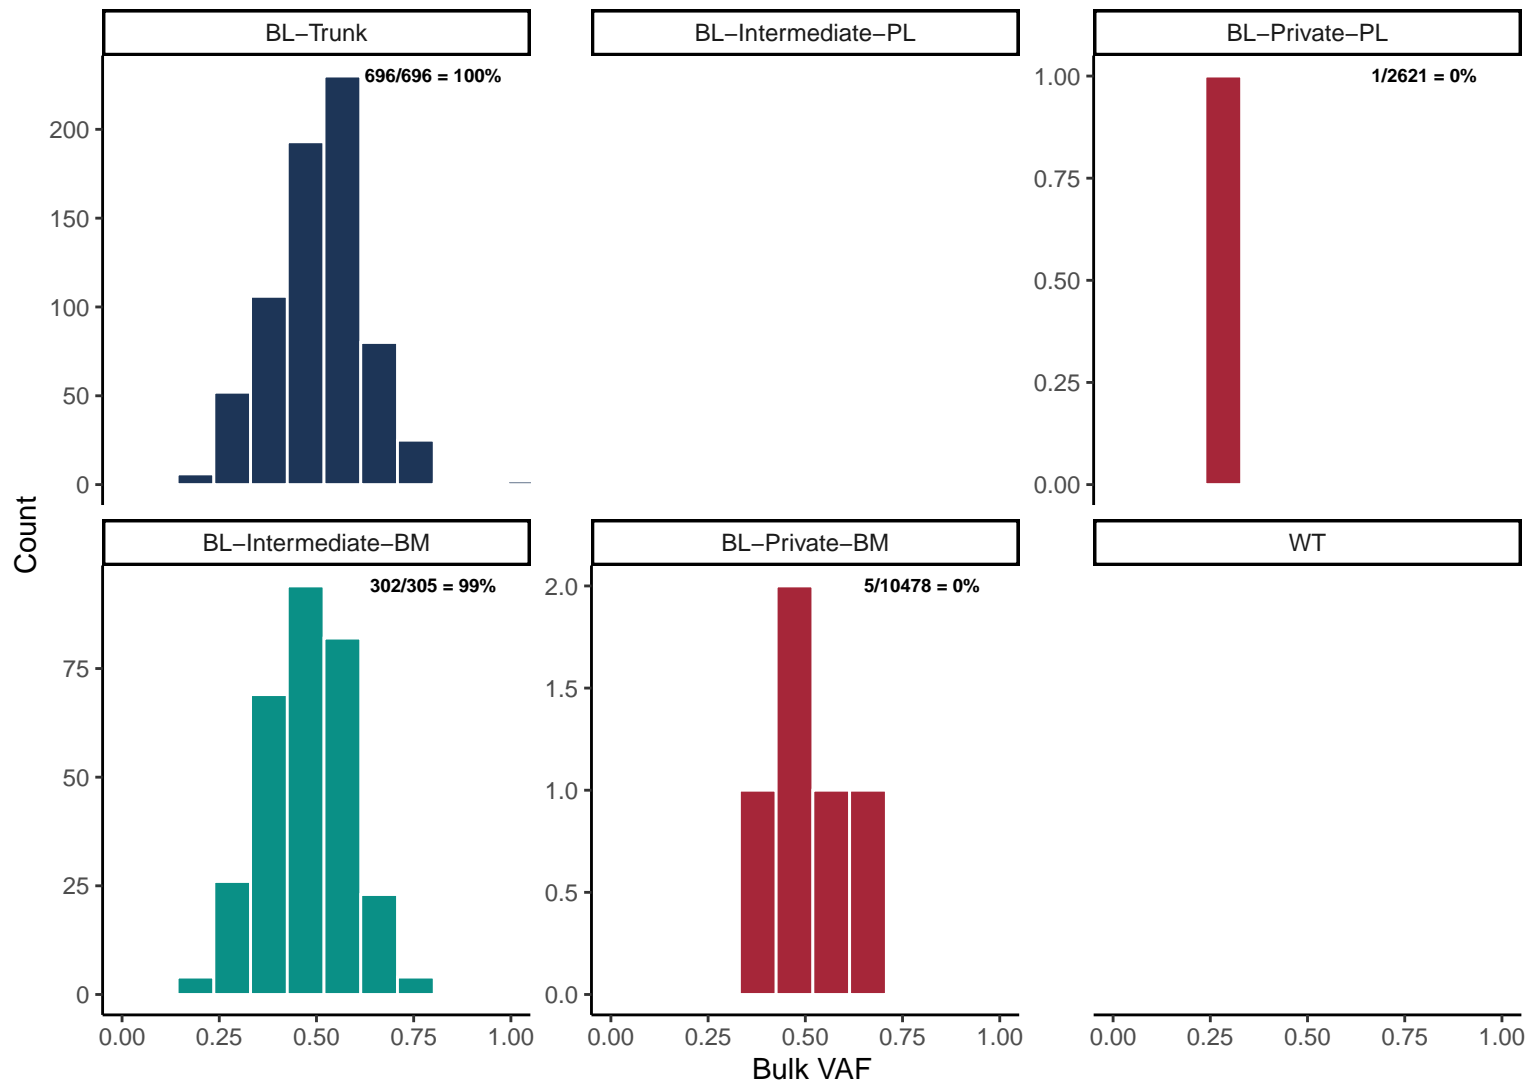 BL−Trunk
BL−Intermediate−PL
BL−Private−PL
696/696 = 100%
1/2621 = 0%
200
150
100
50
0
1.00
0.75
0.50
0.25
0.00
Count
BL−Intermediate−BM
BL−Private−BM
WT
302/305 = 99%
5/10478 = 0%
75
50
25
0
2.0
1.5
1.0
0.5
0.0
0.00 0.25 0.50 0.75 1.00
0.00 0.25 0.50 0.75 1.00
0.00 0.25 0.50 0.75 1.00
Bulk VAF